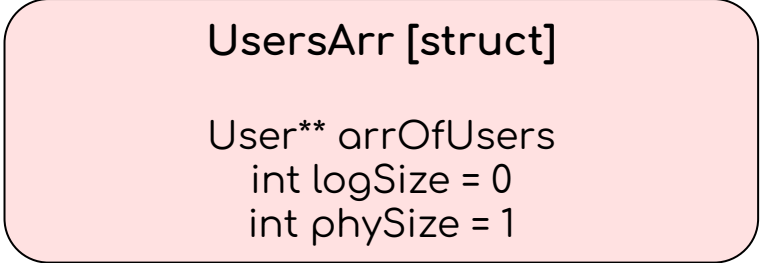 UsersArr [struct]
User** arrOfUsers
int logSize = 0
int phySize = 1